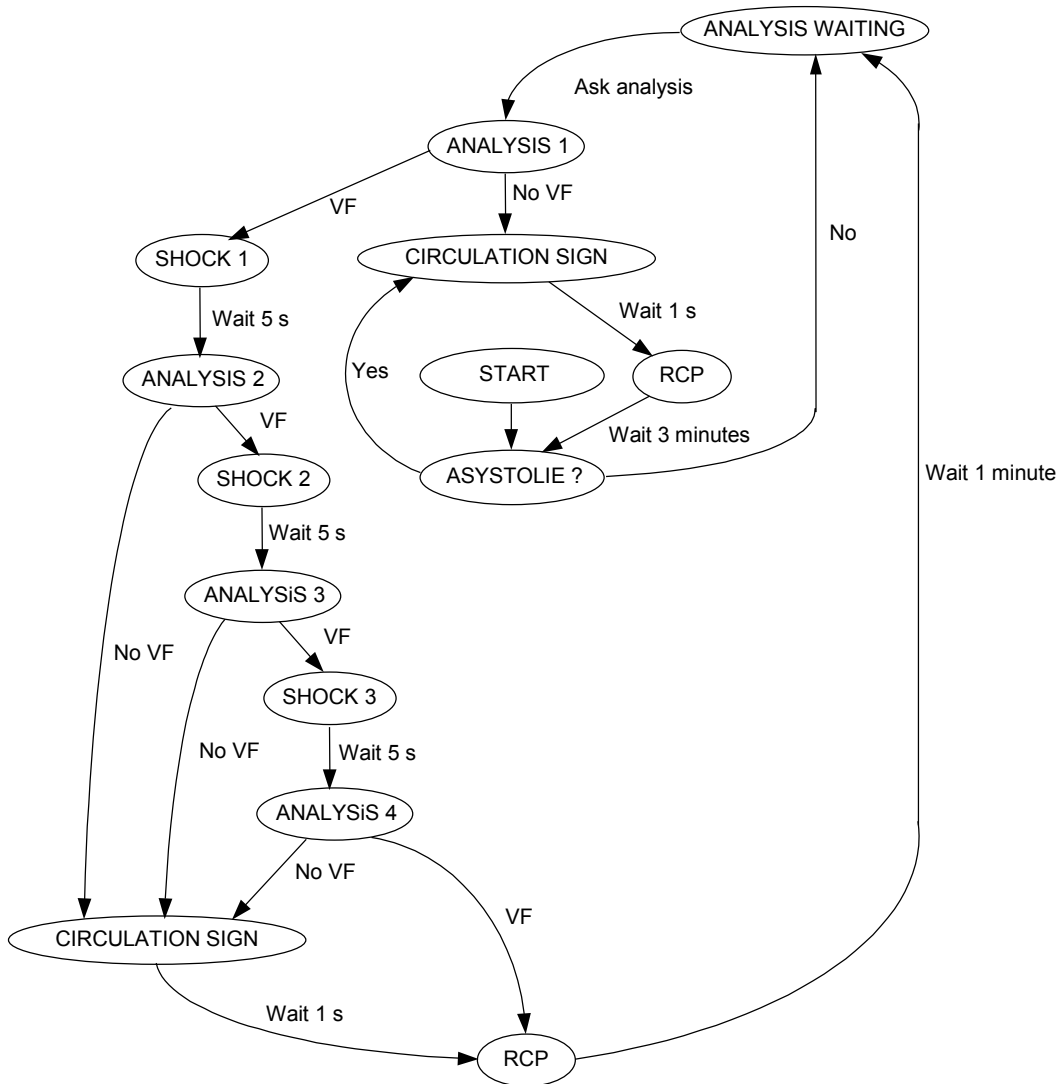 ANALYSIS WAITING
Ask analysis
ANALYSIS 1
VF
No VF
SHOCK 1
CIRCULATION SIGN
No
Wait 5 s
Wait 1 s
ANALYSIS 2
Yes
START
RCP
VF
Wait 3 minutes
SHOCK 2
ASYSTOLIE ?
Wait 1 minute
Wait 5 s
ANALYSiS 3
No VF
VF
SHOCK 3
No VF
Wait 5 s
ANALYSiS 4
No VF
VF
CIRCULATION SIGN
Wait 1 s
RCP